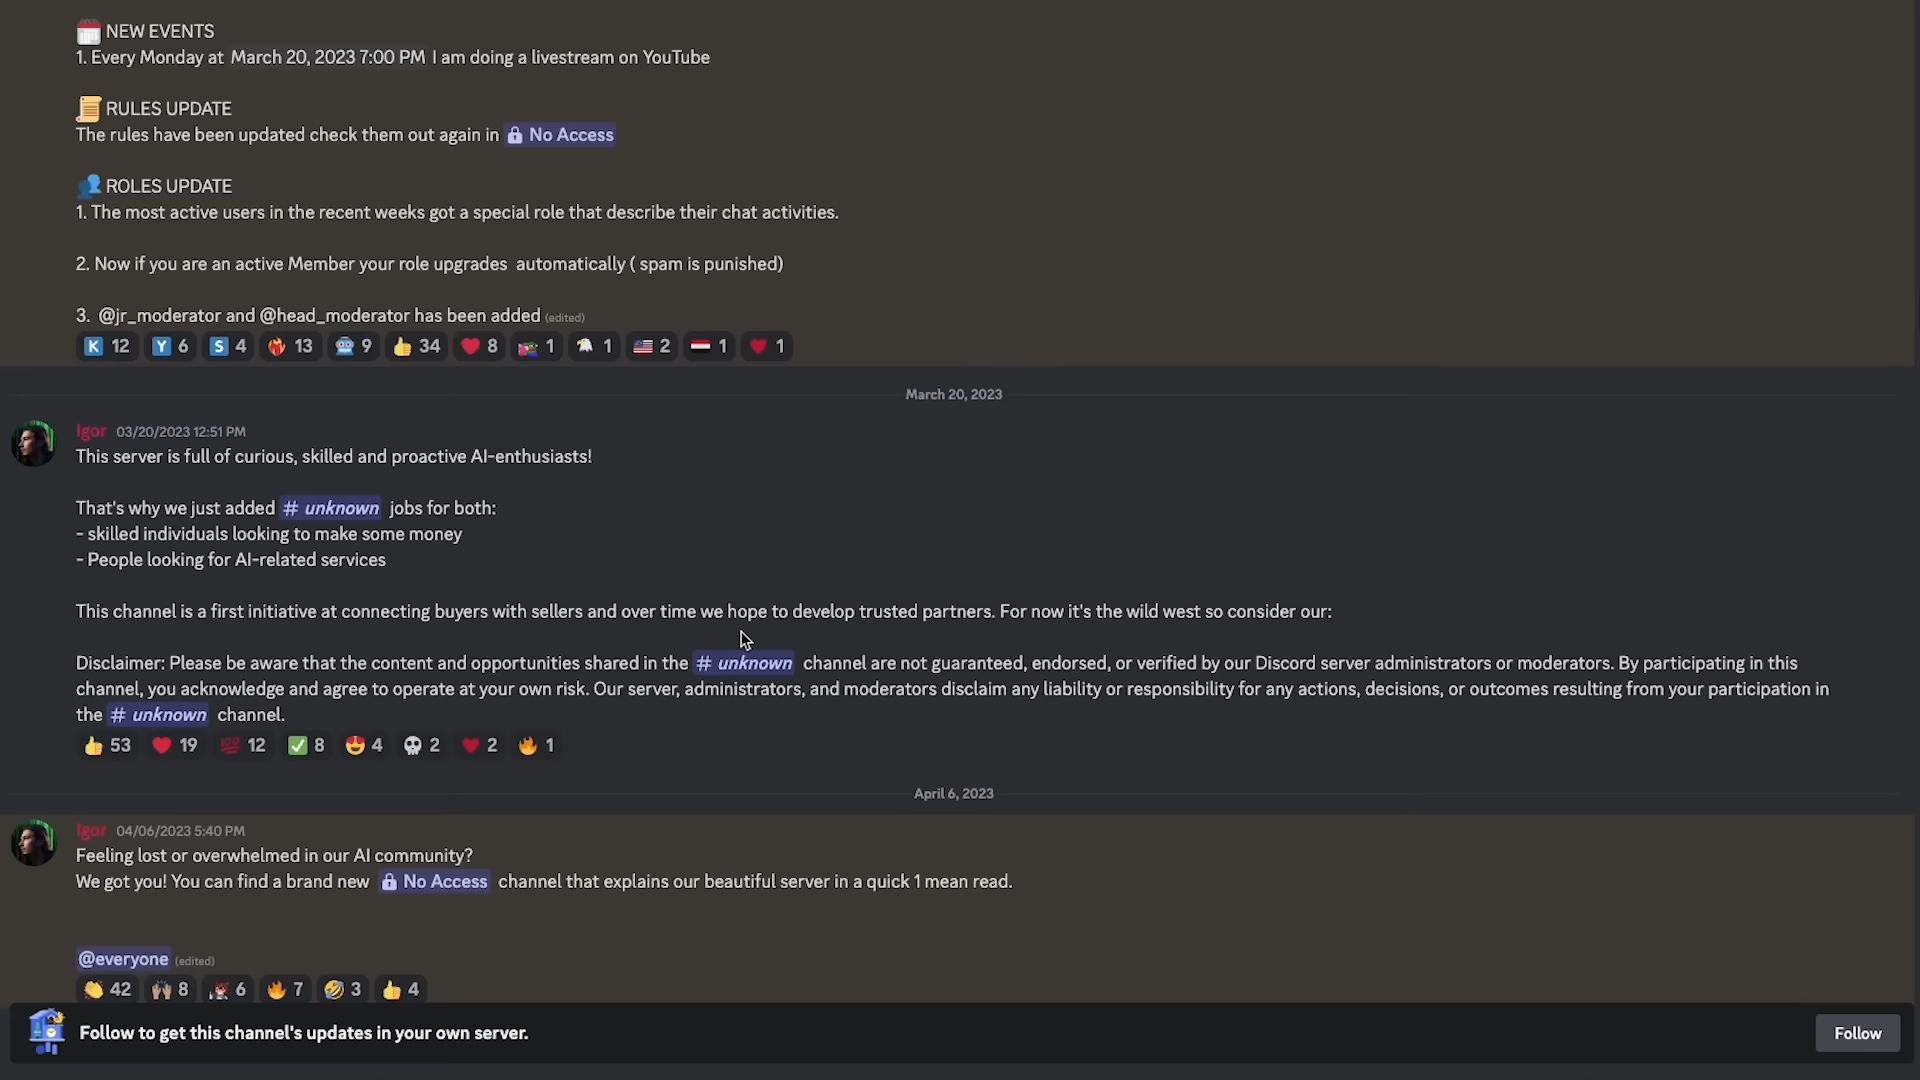 NEW EVENTS
1. Every Monday at March 20, 2023 7:00 PM I am doing a livestream on YouTube
RULES UPDATE
The rules have been updated check them out again in No Access
ROLES UPDATE
1. The most active users in the recent weeks got a special role that describe their chat activities.
2. Now if you are an active Member your role upgrades automatically ( spam is punished)
3. @jr_moderator and @head_moderator has been added (edited)
K 12 Y 6 S 4 13 9 34 8 1 1 2 1 1
March 20, 2023
Igor 03/20/2023 12:51 PM
This server is full of curious, skilled and proactive AI-enthusiasts!
That's why we just added # unknown jobs for both:
- skilled individuals looking to make some money
- People looking for AI-related services
This channel is a first initiative at connecting buyers with sellers and over time we hope to develop trusted partners. For now it's the wild west so consider our:
Disclaimer: Please be aware that the content and opportunities shared in the # unknown channel are not guaranteed, endorsed, or verified by our Discord server administrators or moderators. By participating in this
channel, you acknowledge and agree to operate at your own risk. Our server, administrators, and moderators disclaim any liability or responsibility for any actions, decisions, or outcomes resulting from your participation in
the # unknown channel.
53 19 100 12 8 4 2 2 1
April 6, 2023
Igor 04/06/2023 5:40 PM
Feeling lost or overwhelmed in our AI community?
We got you! You can find a brand new No Access channel that explains our beautiful server in a quick 1 mean read.
@everyone (edited)
42 8 6 7 3 4
Follow to get this channel's updates in your own server.
Follow